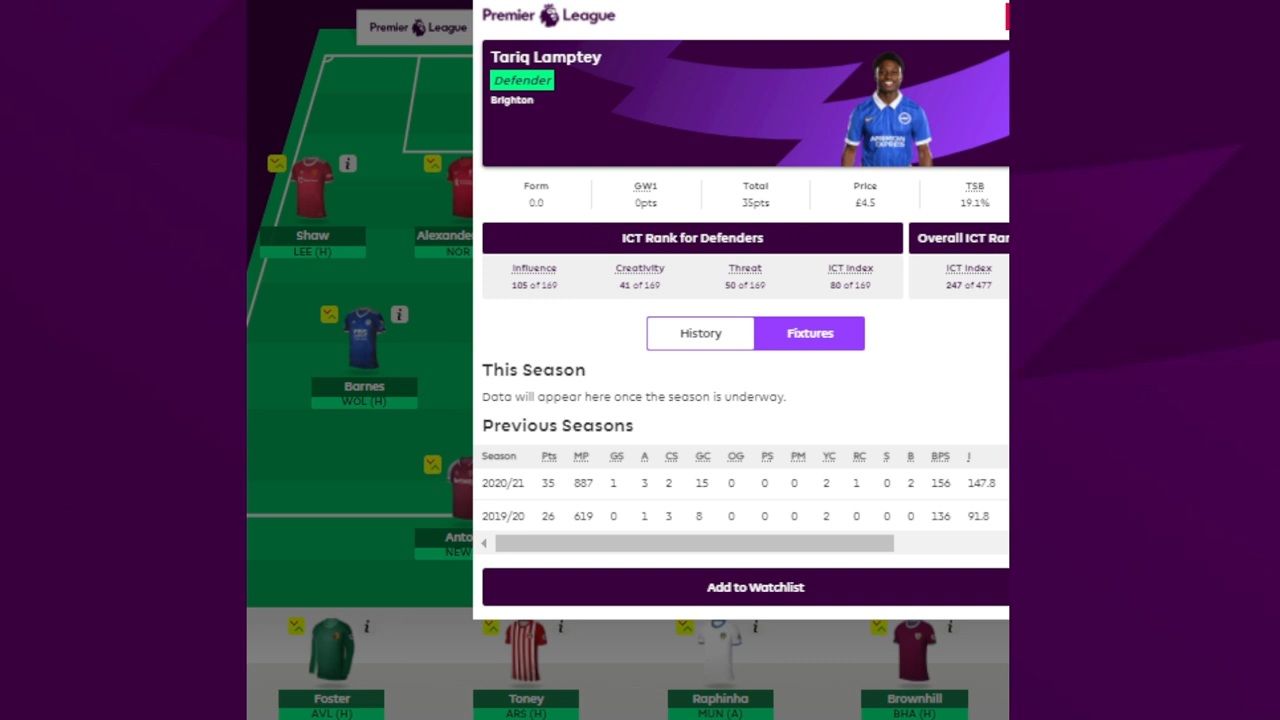 Premier League
Shaw
LEE (H)
Alexande
NOR
Barnes
WOL (H)
Anto
NEW
Foster
AVL (H)
Toney
ARS (H)
Raphinha
MUN (A)
Brownhill
BHA (H)
Premier League
Tariq Lamptey
Defender
Brighton
AMERICAN EXPRESS
Form GW1 Total Price TSB
0.0 0pts 35pts £4.5 19.1%
ICT Rank for Defenders Overall ICT Ran
Influence Creativity Threat ICT Index ICT Index
105 of 169 41 of 169 50 of 169 80 of 169 247 of 477
History Fixtures
This Season
Data will appear here once the season is underway.
Previous Seasons
Season Pts MP GS A CS GC OG PS PM YC RC S B BPS I
2020/21 35 887 1 3 2 15 0 0 0 2 1 0 2 156 147.8
2019/20 26 619 0 1 3 8 0 0 0 2 0 0 0 136 91.8
Add to Watchlist